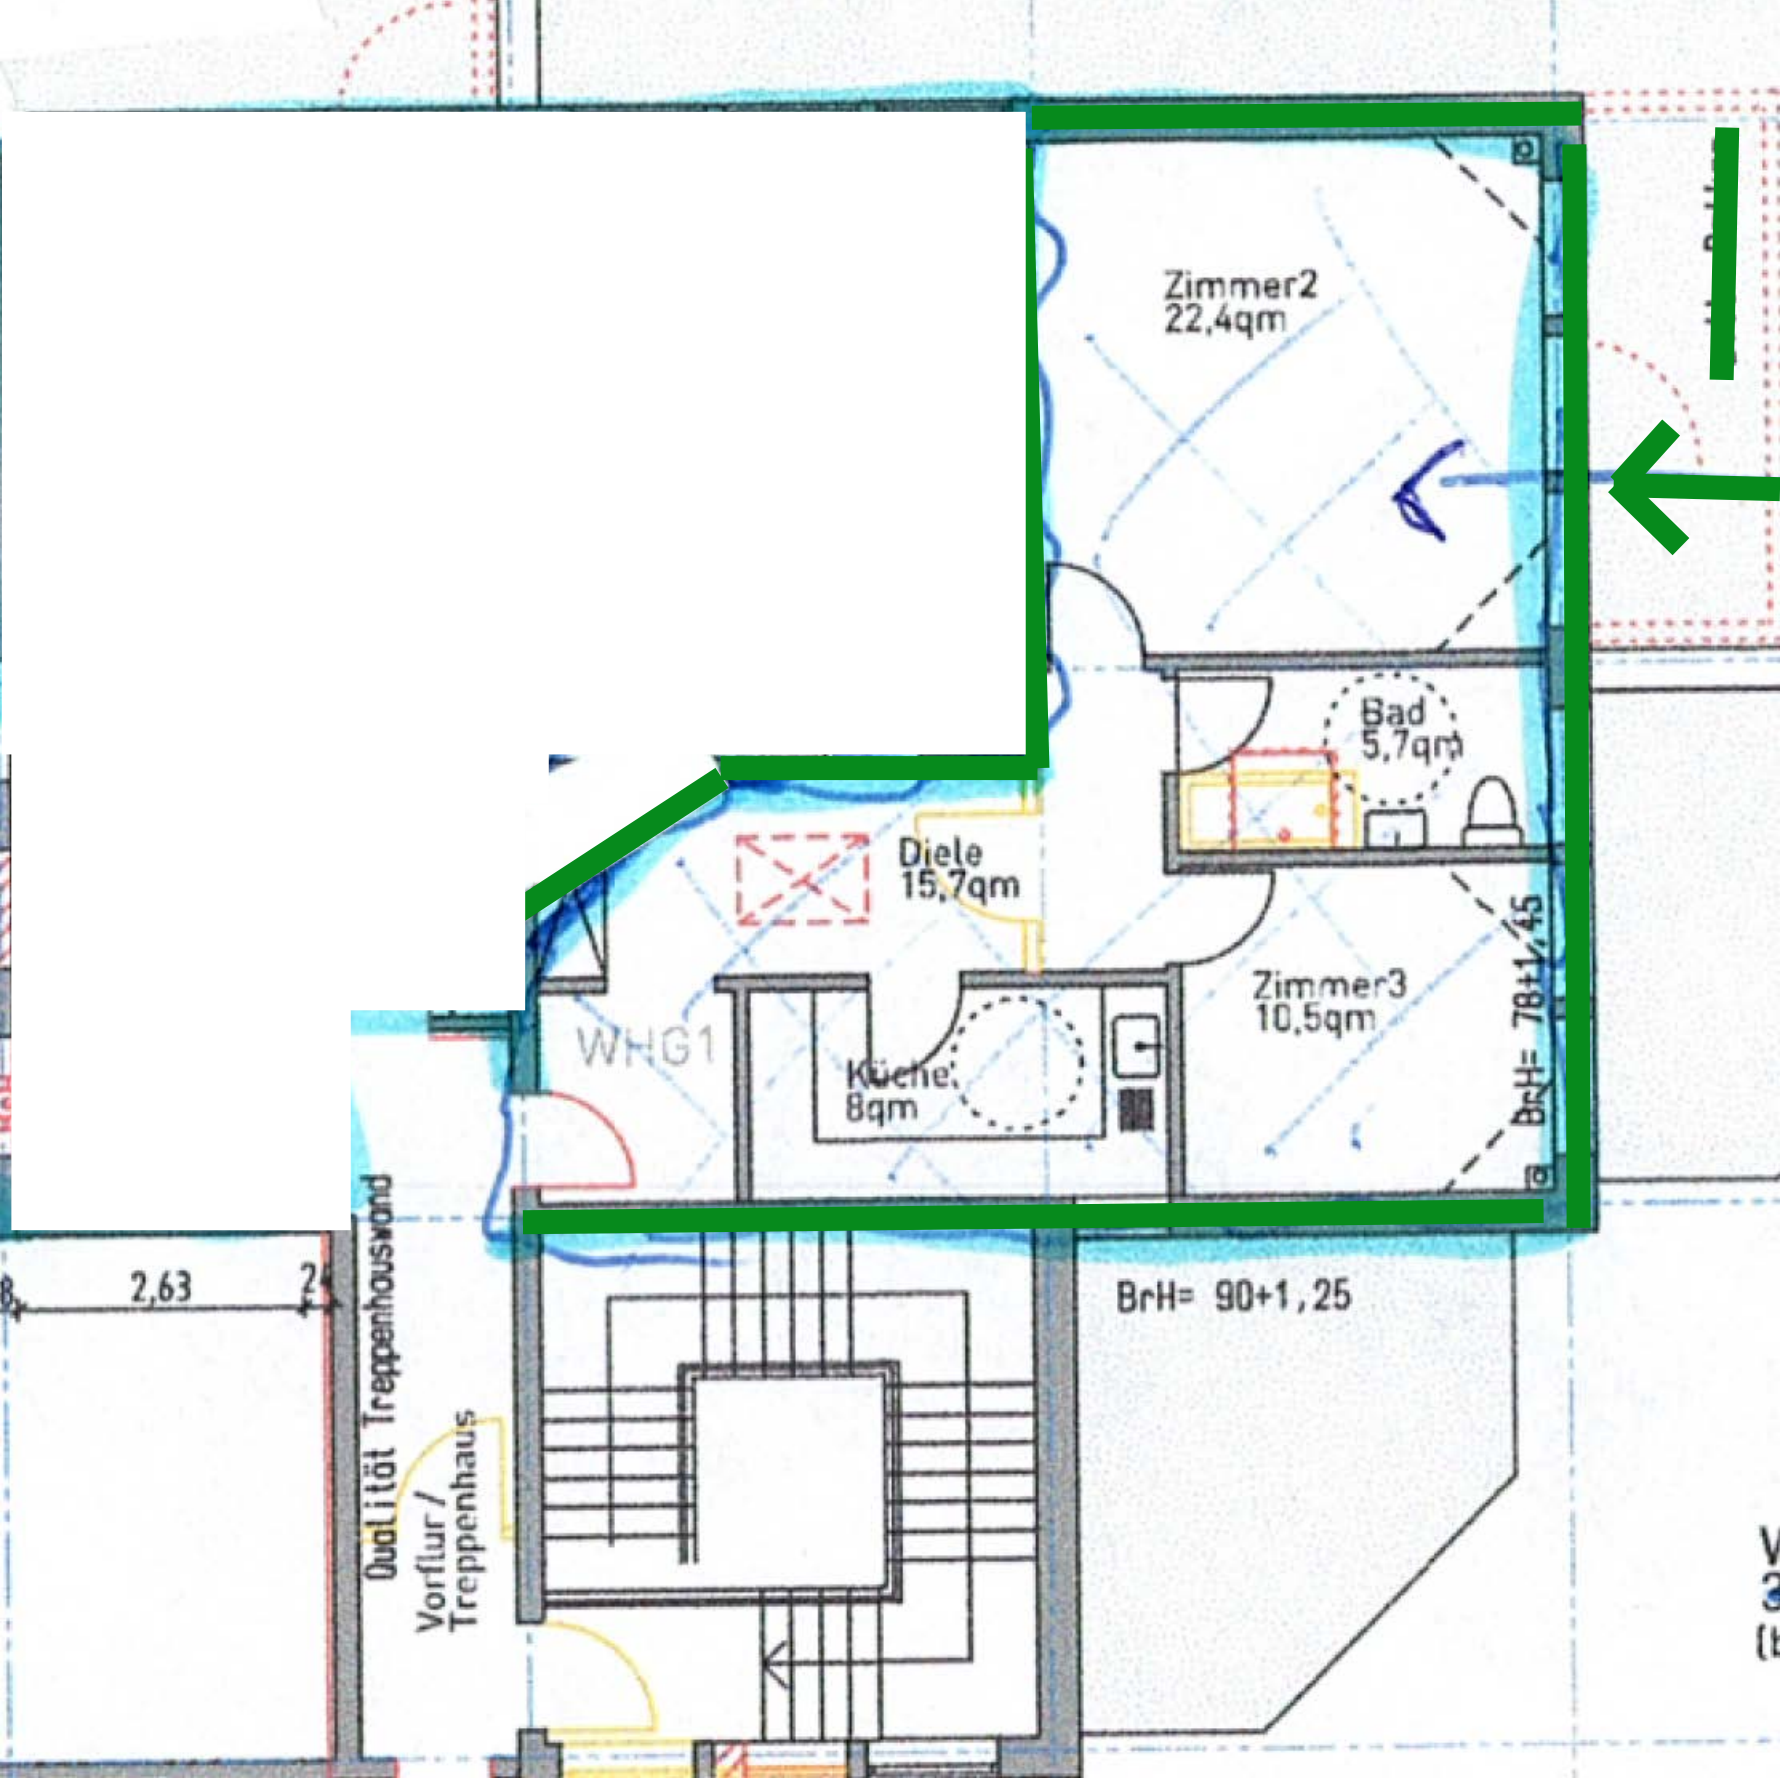 Zimmer2
22,4qm
Bad
5,7qm
Diele
15,7qm
Zimmer3
10,5qm
BrH= 78+1,45
WHG1
Küche
8qm
2,63
BrH= 90+1,25
Qualität Treppenhauswand
Vorflur/
Treppenhaus